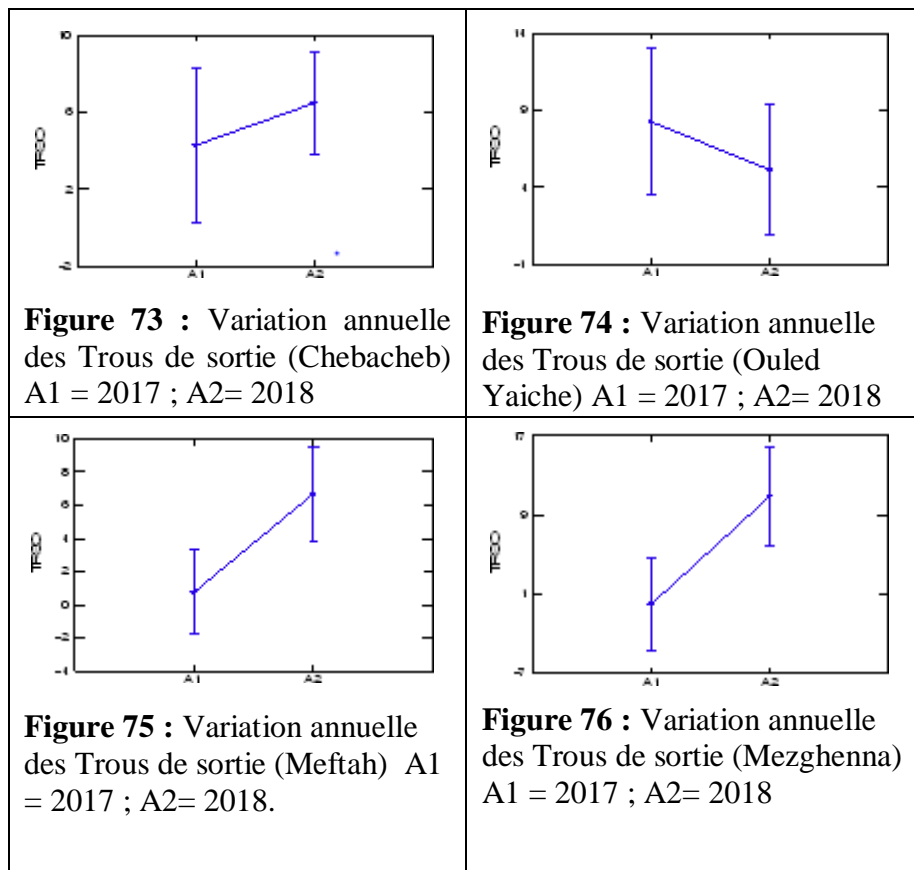 10
6
2
-2
A1
A2
Figure 73 : Variation annuelle
des Trous de sortie (Chebacheb)
A1 = 2017 ; A2= 2018
14
9
4
-1
A1
A2
Figure 74 : Variation annuelle
des Trous de sortie (Ouled
Yaiche) A1 = 2017 ; A2= 2018
10
8
6
4
2
0
-2
-4
A1
A2
Figure 75 : Variation annuelle
des Trous de sortie (Meftah) A1
= 2017 ; A2= 2018.
17
9
1
-7
A1
A2
Figure 76 : Variation annuelle
des Trous de sortie (Mezghenna)
A1 = 2017 ; A2= 2018